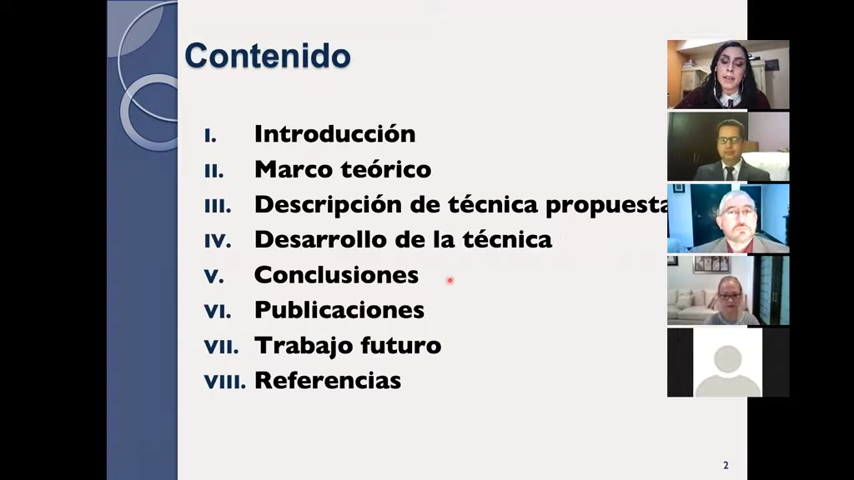 Contenido
I. Introducción
II. Marco teórico
III. Descripción de técnica propuesta
IV. Desarrollo de la técnica
V. Conclusiones
VI. Publicaciones
VII. Trabajo futuro
VIII. Referencias
2